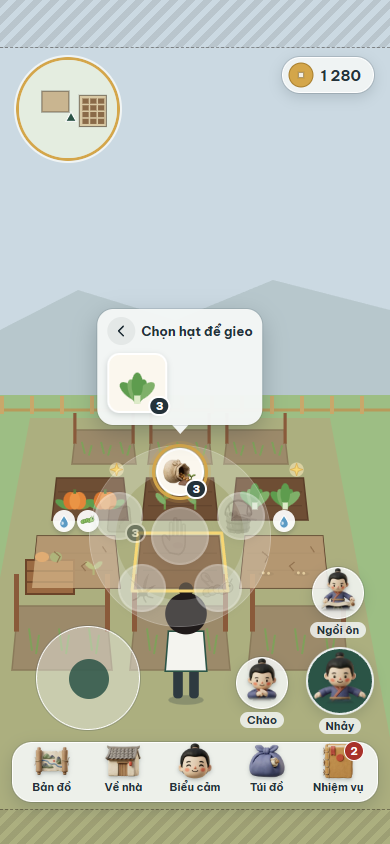 1 280
Chọn hạt để gieo
3
3
3
Ngồi ôn
Chào
Nhảy
2
Bản đồ
Về nhà
Biểu cảm
Túi đồ
Nhiệm vụ